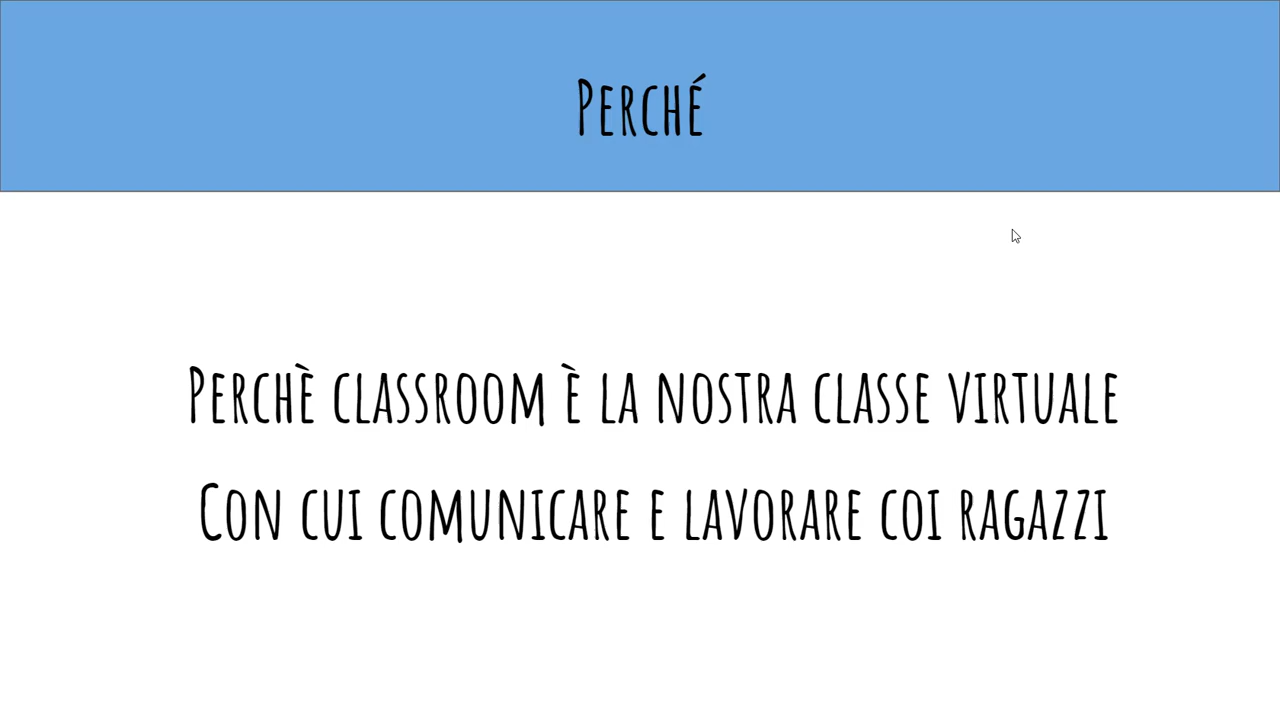 Perché
Perchè classroom è la nostra classe virtuale
Con cui comunicare e lavorare coi ragazzi